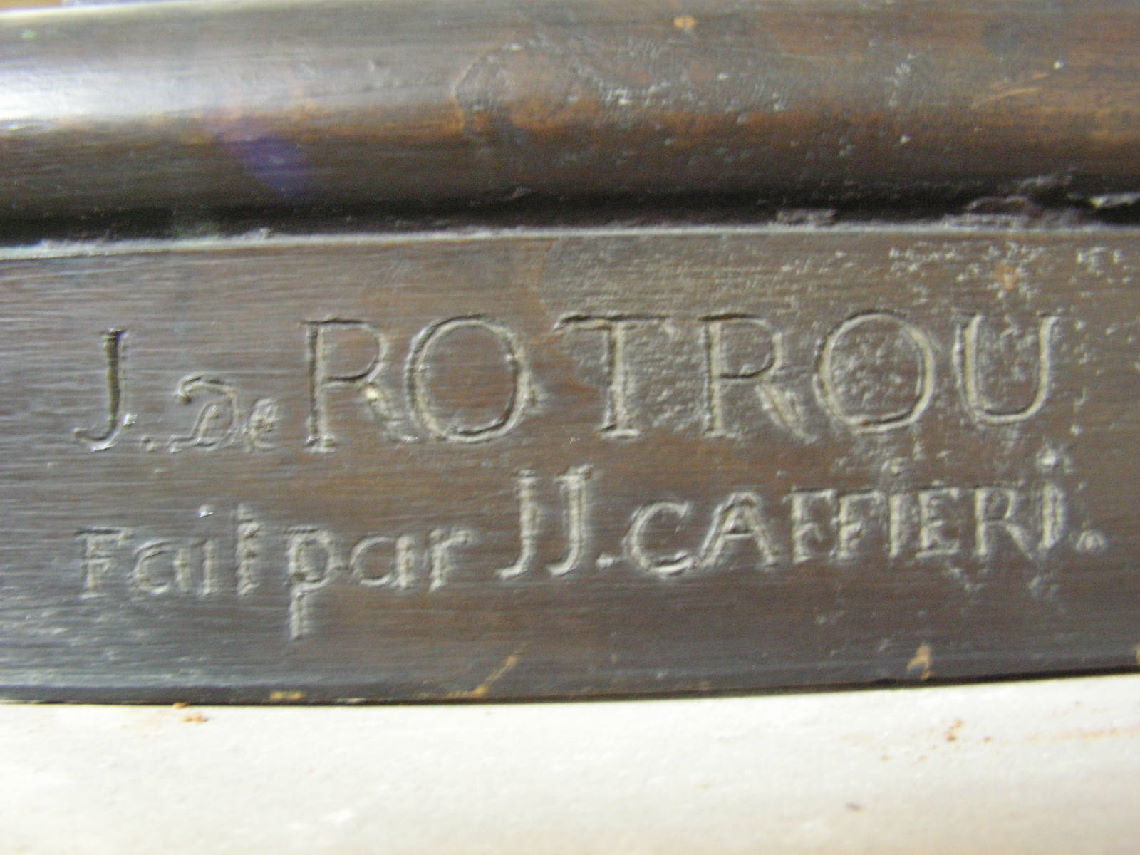 J. De ROTROU
Fait par JJ. CAFFIERI.